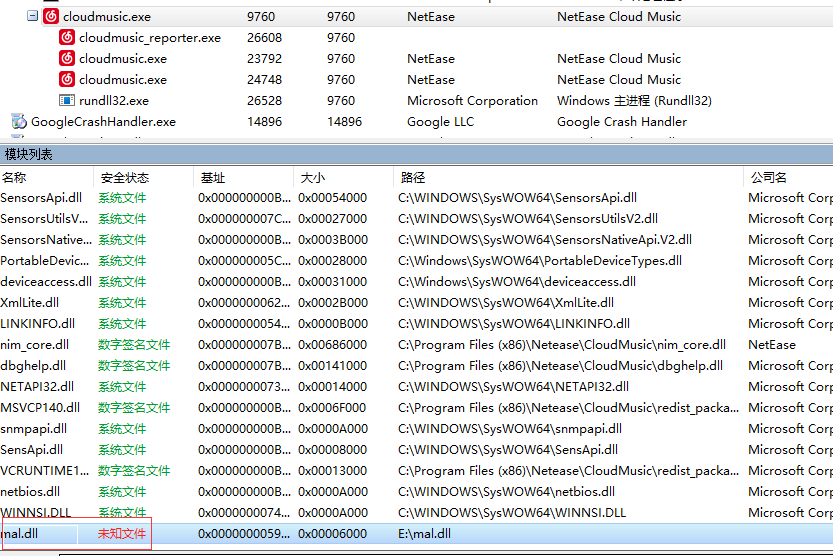 cloudmusic.exe 9760 9760 NetEase NetEase Cloud Music
cloudmusic_reporter.exe 26608 9760
cloudmusic.exe 23792 9760 NetEase NetEase Cloud Music
cloudmusic.exe 24748 9760 NetEase NetEase Cloud Music
rundll32.exe 26528 9760 Microsoft Corporation Windows 主进程 (Rundll32)
GoogleCrashHandler.exe 14896 14896 Google LLC Google Crash Handler
模块列表
名称 安全状态 基址 大小 路径 公司名
SensorsApi.dll 系统文件 0x000000000B... 0x00054000 C:\WINDOWS\SysWOW64\SensorsApi.dll Microsoft Corp
SensorsUtilsV... 系统文件 0x000000007C... 0x00027000 C:\WINDOWS\SysWOW64\SensorsUtilsV2.dll Microsoft Corp
SensorsNative... 系统文件 0x000000000B... 0x0003B000 C:\WINDOWS\SysWOW64\SensorsNativeApi.V2.dll Microsoft Corp
PortableDevic... 系统文件 0x000000005C... 0x00028000 C:\Windows\SysWOW64\PortableDeviceTypes.dll Microsoft Corp
deviceaccess.dll 系统文件 0x000000000B... 0x00031000 C:\Windows\SysWOW64\deviceaccess.dll Microsoft Corp
XmlLite.dll 系统文件 0x0000000062... 0x0002B000 C:\WINDOWS\SysWOW64\XmlLite.dll Microsoft Corp
LINKINFO.dll 系统文件 0x0000000054... 0x0000B000 C:\WINDOWS\SysWOW64\LINKINFO.dll Microsoft Corp
nim_core.dll 数字签名文件 0x000000007B... 0x00686000 C:\Program Files (x86)\Netease\CloudMusic\nim_core.dll NetEase
dbghelp.dll 数字签名文件 0x000000007B... 0x00141000 C:\Program Files (x86)\Netease\CloudMusic\dbghelp.dll Microsoft Corp
NETAPI32.dll 系统文件 0x0000000073... 0x00014000 C:\WINDOWS\SysWOW64\NETAPI32.dll Microsoft Corp
MSVCP140.dll 数字签名文件 0x000000000B... 0x0006F000 C:\Program Files (x86)\Netease\CloudMusic\redist_packa... Microsoft Corp
snmpapi.dll 系统文件 0x000000000B... 0x0000A000 C:\WINDOWS\SysWOW64\snmpapi.dll Microsoft Corp
SensApi.dll 系统文件 0x000000000B... 0x00008000 C:\WINDOWS\SysWOW64\SensApi.dll Microsoft Corp
VCRUNTIME1... 数字签名文件 0x000000000B... 0x00013000 C:\Program Files (x86)\Netease\CloudMusic\redist_packa... Microsoft Corp
netbios.dll 系统文件 0x000000000B... 0x0000A000 C:\WINDOWS\SysWOW64\netbios.dll Microsoft Corp
WINNSI.DLL 系统文件 0x0000000074... 0x0000A000 C:\WINDOWS\SysWOW64\WINNSI.DLL Microsoft Corp
mal.dll 未知文件 0x0000000059... 0x00006000 E:\mal.dll